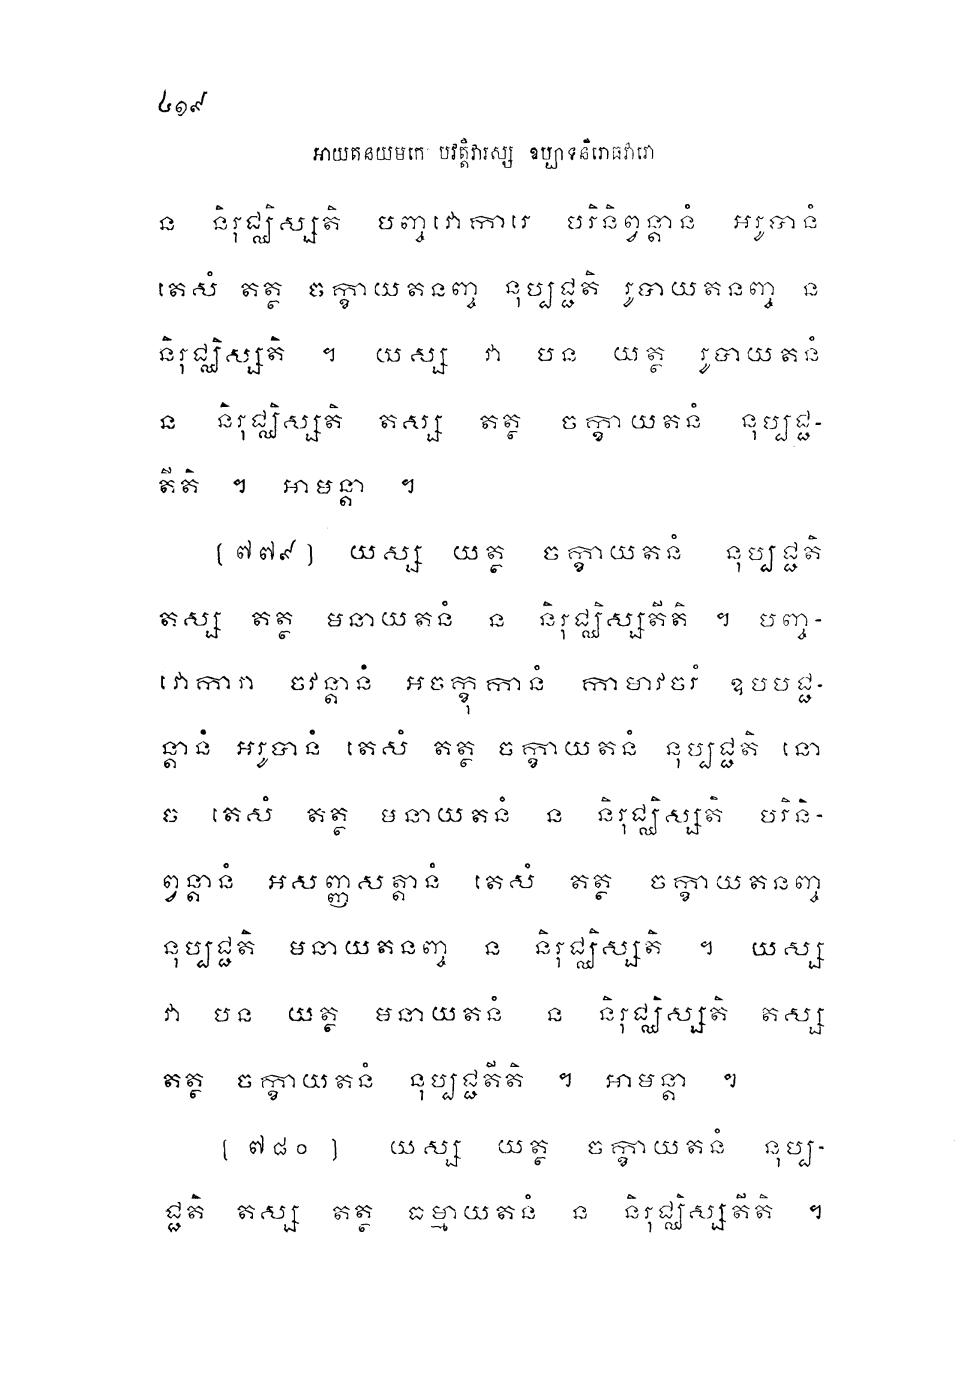 ៤១៩
អាយតនយមកេ បវត្តិវារស្ស ឧប្បាទនិរោធវារោ
ន និរុជ្ឈិស្សតិ បញ្ចវោការេ បរិនិព្វន្តានំ អរូបានំ
តេសំ តត្ថ ចក្ខាយតនញ្ច នុប្បជ្ជតិ រូបាយតនញ្ច ន
និរុជ្ឈិស្សតិ ។ យស្ស វា បន យត្ថ រូបាយតនំ
ន និរុជ្ឈិស្សតិ តស្ស តត្ថ ចក្ខាយតនំ នុប្បជ្ជ-
តីតិ ។ អាមន្តា ។
(៧៧៩) យស្ស យត្ថ ចក្ខាយតនំ នុប្បជ្ជតិ
តស្ស តត្ថ មនាយតនំ ន និរុជ្ឈិស្សតីតិ ។ បញ្ច-
វោការា ចវន្តានំ អចក្ខុកានំ កាមាវចរំ ឧបបជ្ជ-
ន្តានំ អរូបានំ តេសំ តត្ថ ចក្ខាយតនំ នុប្បជ្ជតិ នោ
ច តេសំ តត្ថ មនាយតនំ ន និរុជ្ឈិស្សតិ បរិនិ-
ព្វន្តានំ អសញ្ញសត្តានំ តេសំ តត្ថ ចក្ខាយតនញ្ច
នុប្បជ្ជតិ មនាយតនញ្ច ន និរុជ្ឈិស្សតិ ។ យស្ស
វា បន យត្ថ មនាយតនំ ន និរុជ្ឈិស្សតិ តស្ស
តត្ថ ចក្ខាយតនំ នុប្បជ្ជតីតិ ។ អាមន្តា ។
(៧៨០) យស្ស យត្ថ ចក្ខាយតនំ នុប្ប-
ជ្ជតិ តស្ស តត្ថ ធម្មាយតនំ ន និរុជ្ឈិស្សតីតិ ។